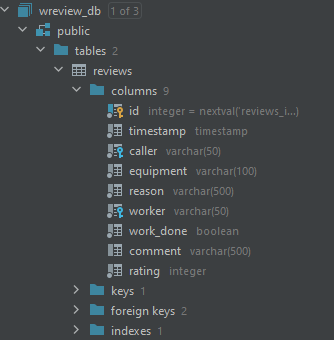 wreview_db 1 of 3
public
tables 2
reviews
columns 9
id integer = nextval('reviews_i...)
timestamp timestamp
caller varchar(50)
equipment varchar(100)
reason varchar(500)
worker varchar(50)
work_done boolean
comment varchar(500)
rating integer
keys 1
foreign keys 2
indexes 1